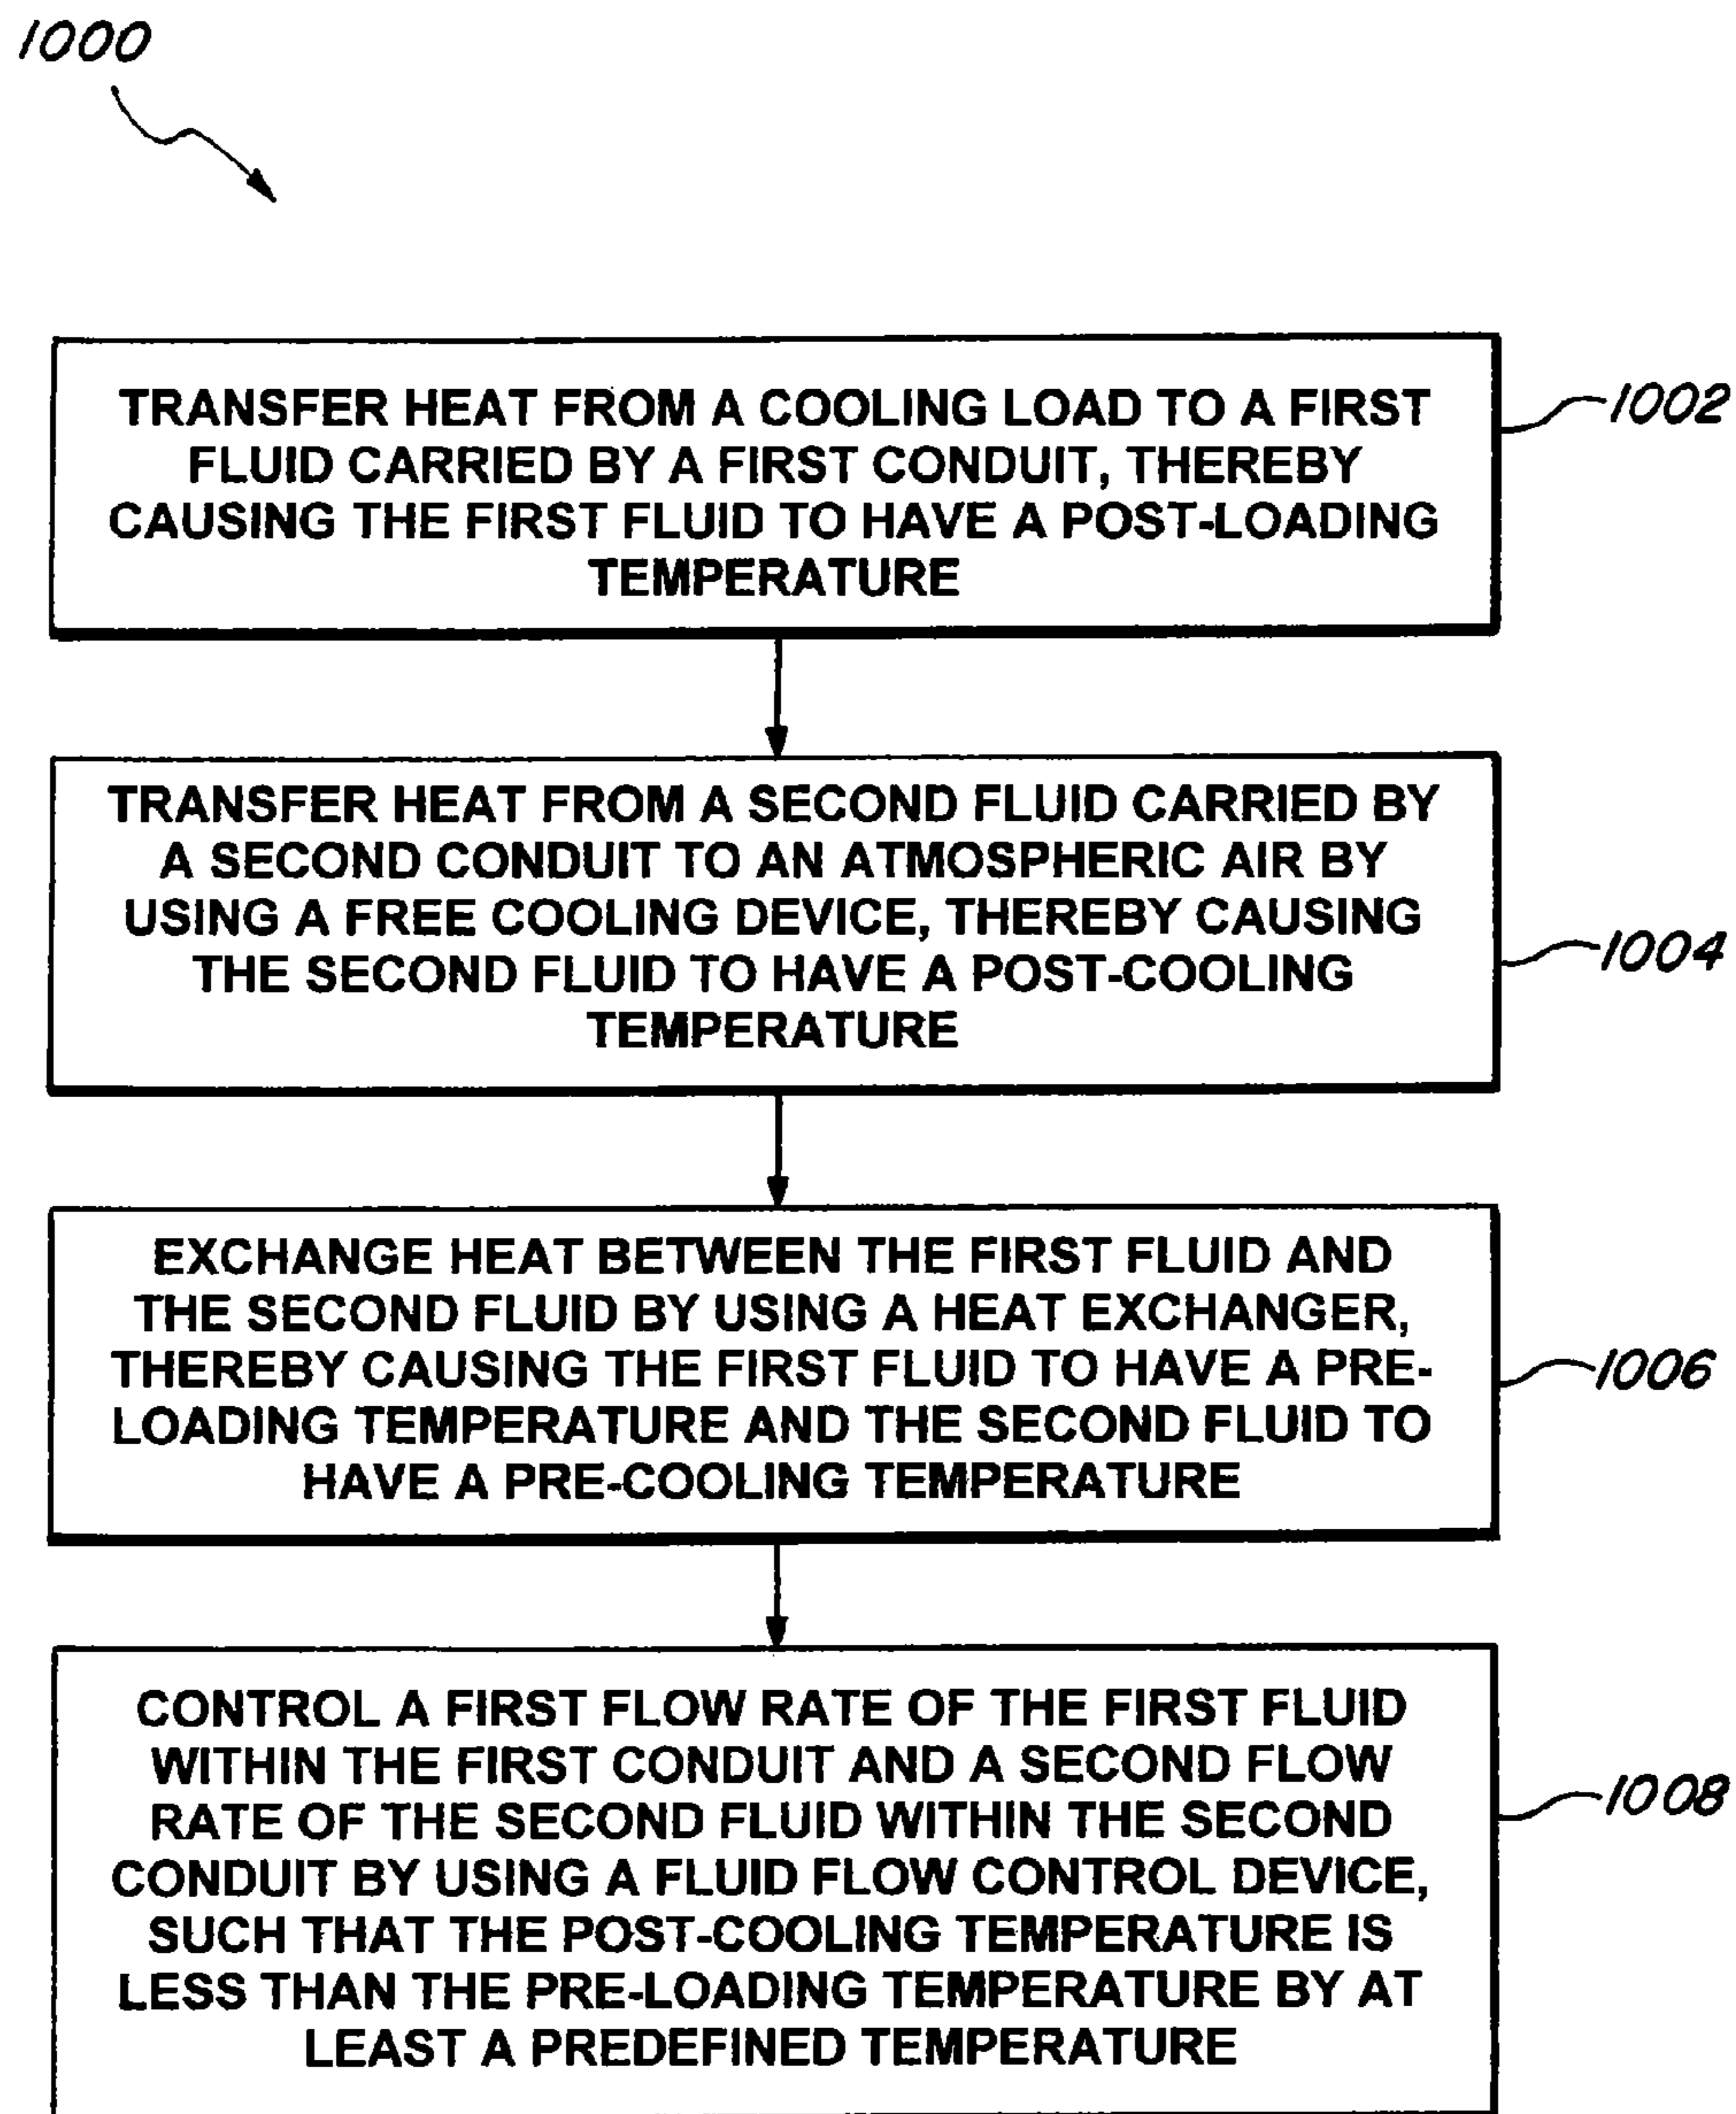 1000
TRANSFER HEAT FROM A COOLING LOAD TO A FIRST
FLUID CARRIED BY A FIRST CONDUIT, THEREBY
CAUSING THE FIRST FLUID TO HAVE A POST-LOADING
TEMPERATURE
1002
TRANSFER HEAT FROM A SECOND FLUID CARRIED BY
A SECOND CONDUIT TO AN ATMOSPHERIC AIR BY
USING A FREE COOLING DEVICE, THEREBY CAUSING
THE SECOND FLUID TO HAVE A POST-COOLING
TEMPERATURE
1004
EXCHANGE HEAT BETWEEN THE FIRST FLUID AND
THE SECOND FLUID BY USING A HEAT EXCHANGER,
THEREBY CAUSING THE FIRST FLUID TO HAVE A PRE-
LOADING TEMPERATURE AND THE SECOND FLUID TO
HAVE A PRE-COOLING TEMPERATURE
1006
CONTROL A FIRST FLOW RATE OF THE FIRST FLUID
WITHIN THE FIRST CONDUIT AND A SECOND FLOW
RATE OF THE SECOND FLUID WITHIN THE SECOND
CONDUIT BY USING A FLUID FLOW CONTROL DEVICE,
SUCH THAT THE POST-COOLING TEMPERATURE IS
LESS THAN THE PRE-LOADING TEMPERATURE BY AT
LEAST A PREDEFINED TEMPERATURE
1008